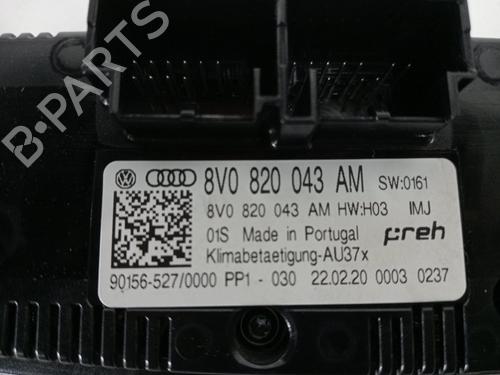 B-PARTS
8V0 820 043 AM SW:0161
8V0 820 043 AM HW:H03 IMJ
01S Made in Portugal preh
Klimabetaetigung-AU37x
90156-527/0000 PP1 - 030 22.02.20 0003 0237